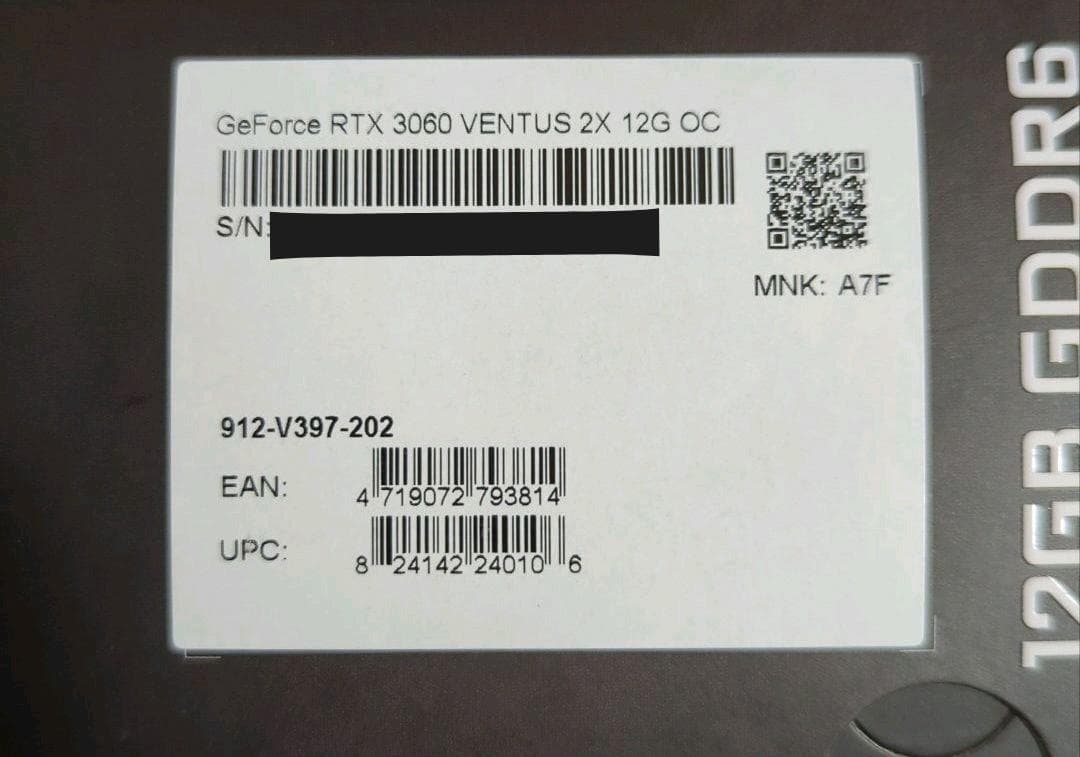 GeForce RTX 3060 VENTUS 2X 12G OC
S/N:
MNK: A7F
912-V397-202
EAN: 4 719072 793814
UPC: 8 24142 24010 6
12GB GDDR6